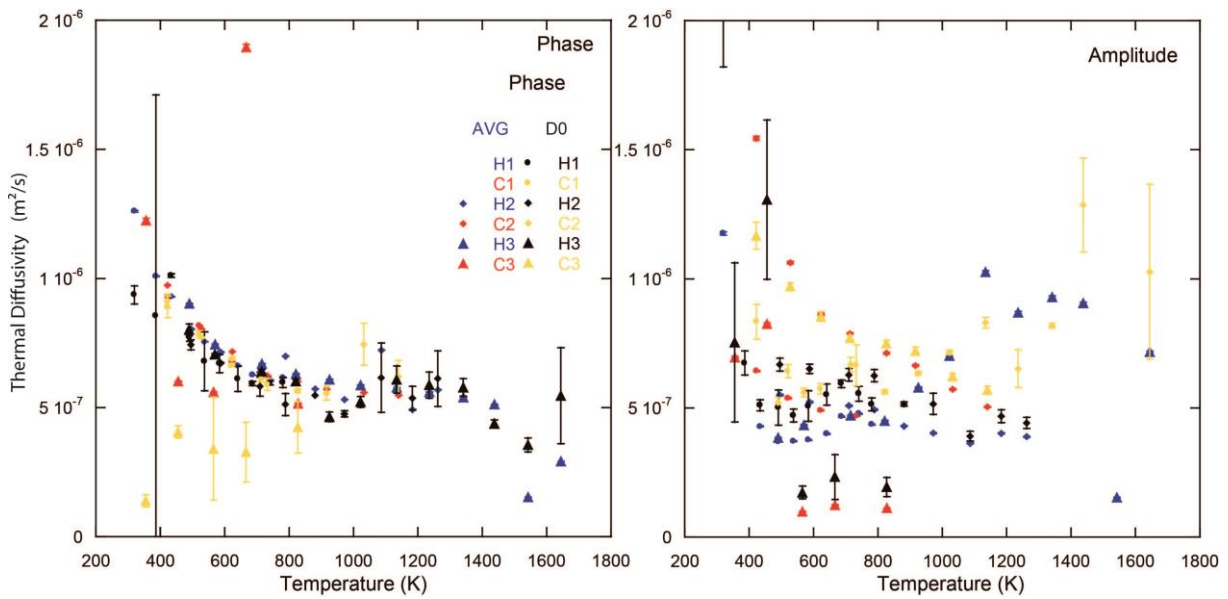 2 10⁻⁶
Phase
Phase
AVG D0
H1 H1
C1 C1
H2 H2
C2 C2
H3 H3
C3 C3
1.5 10⁻⁶
1 10⁻⁶
5 10⁻⁷
0
Thermal Diffusivity (m²/s)
200 400 600 800 1000 1200 1400 1600 1800
Temperature (K)
2 10⁻⁶
Amplitude
1.5 10⁻⁶
1 10⁻⁶
5 10⁻⁷
0
200 400 600 800 1000 1200 1400 1600 1800
Temperature (K)